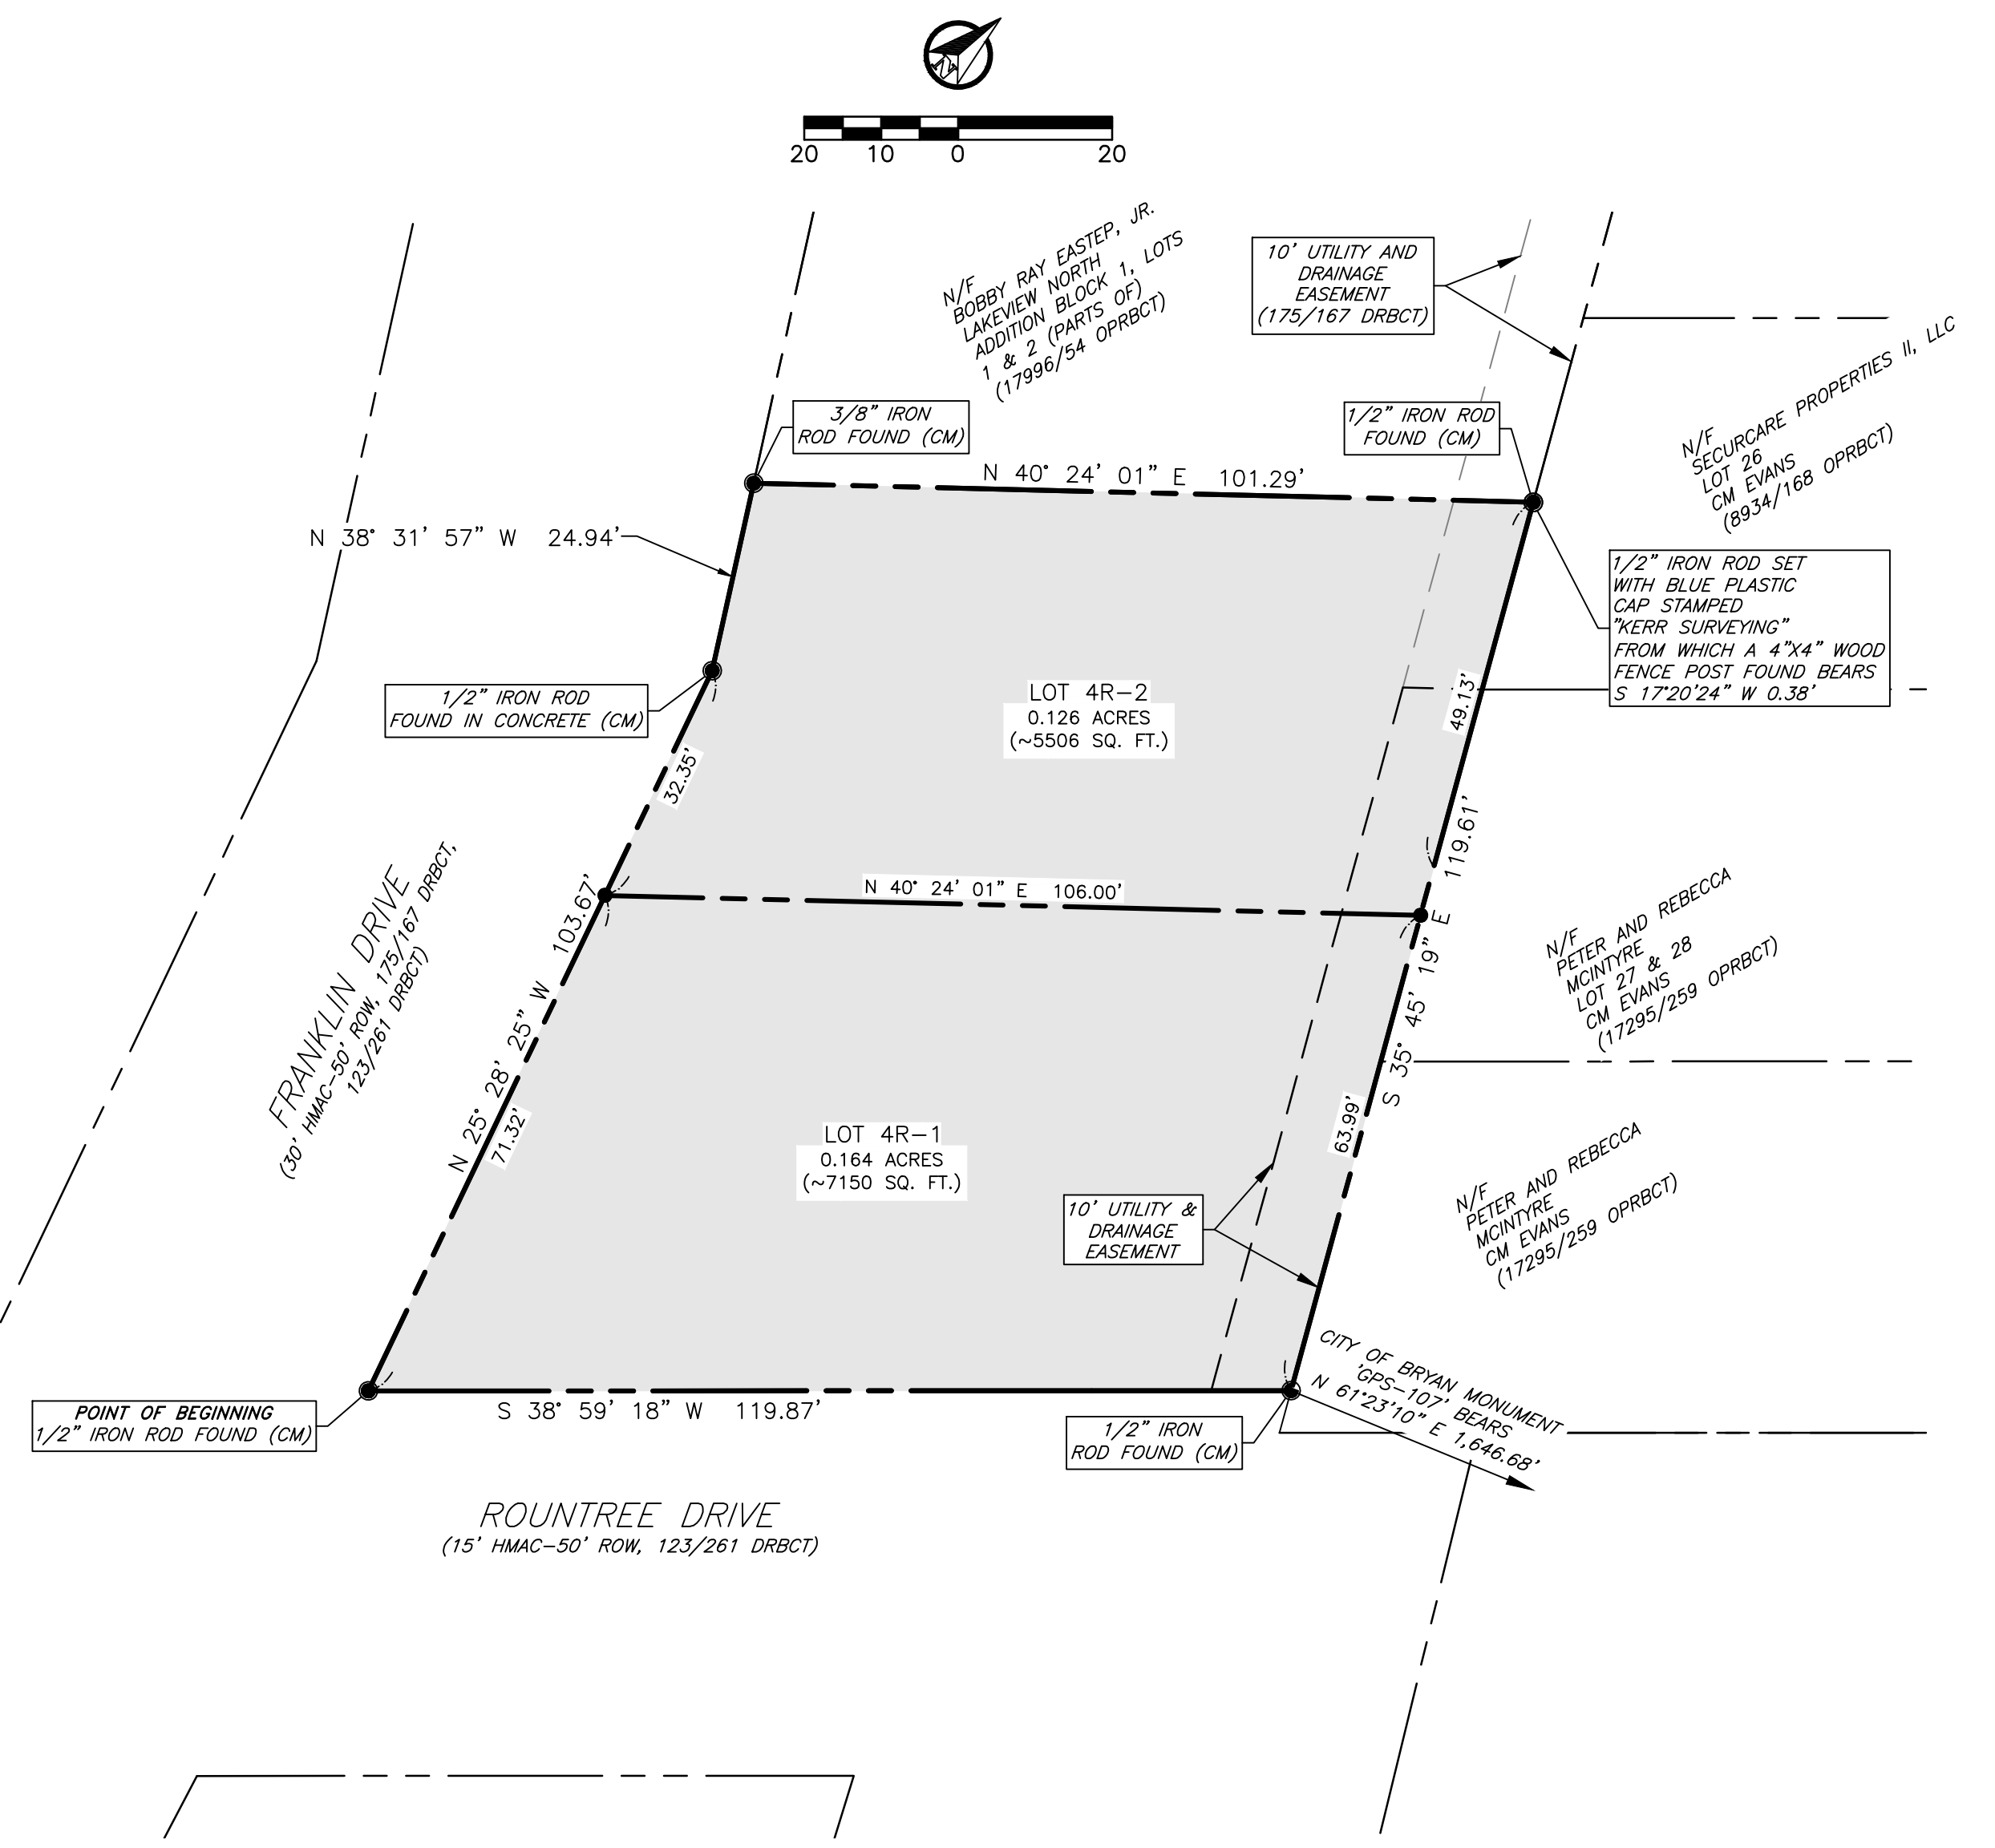 N
20 10 0 20
N/F
BOBBY RAY EASTEP, JR.
LAKEVIEW NORTH
ADDITION BLOCK 1, LOTS
1 & 2 (PARTS OF)
(17996/54 OPRBCT)
10' UTILITY AND
DRAINAGE
EASEMENT
(175/167 DRBCT)
N/F
SECURCARE PROPERTIES II, LLC
LOT 26
CM EVANS
(8934/168 OPRBCT)
3/8" IRON
ROD FOUND (CM)
1/2" IRON ROD
FOUND (CM)
N 40° 24' 01" E 101.29'
N 38° 31' 57" W 24.94'
1/2" IRON ROD SET
WITH BLUE PLASTIC
CAP STAMPED
"KERR SURVEYING"
FROM WHICH A 4"X4" WOOD
FENCE POST FOUND BEARS
S 17°20'24" W 0.38'
1/2" IRON ROD
FOUND IN CONCRETE (CM)
LOT 4R-2
0.126 ACRES
(~5506 SQ. FT.)
49.13'
32.35'
S 35° 45' 19" E 119.61'
N 40° 24' 01" E 106.00'
N 25° 28' 25" W 103.67'
71.32'
FRANKLIN DRIVE
(30' HMAC-50' ROW, 175/167 DRBCT,
123/261 DRBCT)
N/F
PETER AND REBECCA
MCINTYRE
LOT 27 & 28
CM EVANS
(17295/259 OPRBCT)
LOT 4R-1
0.164 ACRES
(~7150 SQ. FT.)
63.99'
10' UTILITY &
DRAINAGE
EASEMENT
N/F
PETER AND REBECCA
MCINTYRE
CM EVANS
(17295/259 OPRBCT)
CITY OF BRYAN MONUMENT
'GPS-107' BEARS
N 61°23'10" E 1,646.68'
POINT OF BEGINNING
1/2" IRON ROD FOUND (CM)
S 38° 59' 18" W 119.87'
1/2" IRON
ROD FOUND (CM)
ROUNTREE DRIVE
(15' HMAC-50' ROW, 123/261 DRBCT)